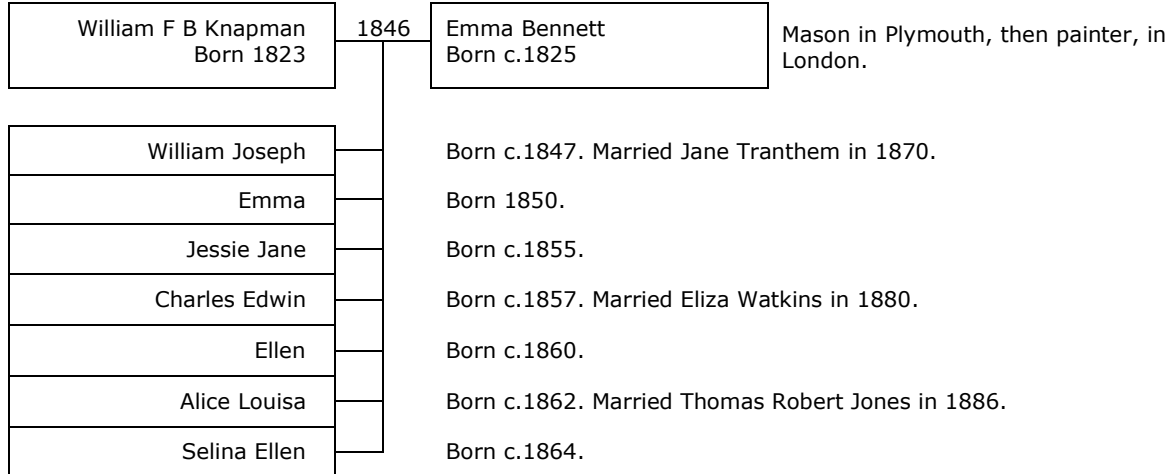 William F B Knapman
Born 1823
1846
Emma Bennett
Born c.1825
Mason in Plymouth, then painter, in
London.
William Joseph
Born c.1847. Married Jane Tranthem in 1870.
Emma
Born 1850.
Jessie Jane
Born c.1855.
Charles Edwin
Born c.1857. Married Eliza Watkins in 1880.
Ellen
Born c.1860.
Alice Louisa
Born c.1862. Married Thomas Robert Jones in 1886.
Selina Ellen
Born c.1864.